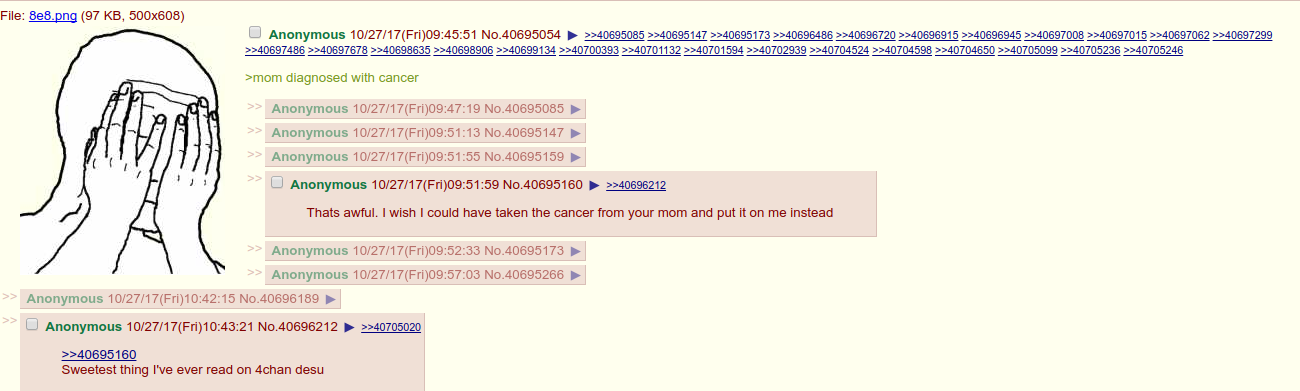 File: 8e8.png (97 KB, 500x608)
Anonymous 10/27/17(Fri)09:45:51 No.40695054 ▶ >>40695085 >>40695147 >>40695173 >>40696486 >>40696720 >>40696915 >>40696945 >>40697008 >>40697015 >>40697062 >>40697299
>>40697486 >>40697678 >>40698635 >>40698906 >>40699134 >>40700393 >>40701132 >>40701594 >>40702939 >>40704524 >>40704598 >>40704650 >>40705099 >>40705236 >>40705246
>mom diagnosed with cancer
>> Anonymous 10/27/17(Fri)09:47:19 No.40695085 ▶
>> Anonymous 10/27/17(Fri)09:51:13 No.40695147 ▶
>> Anonymous 10/27/17(Fri)09:51:55 No.40695159 ▶
>> Anonymous 10/27/17(Fri)09:51:59 No.40695160 ▶ >>40696212
Thats awful. I wish I could have taken the cancer from your mom and put it on me instead
>> Anonymous 10/27/17(Fri)09:52:33 No.40695173 ▶
>> Anonymous 10/27/17(Fri)09:57:03 No.40695266 ▶
>> Anonymous 10/27/17(Fri)10:42:15 No.40696189 ▶
>> Anonymous 10/27/17(Fri)10:43:21 No.40696212 ▶ >>40705020
>>40695160
Sweetest thing I've ever read on 4chan desu